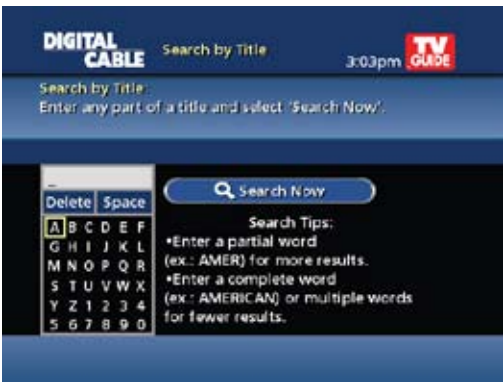 DIGITAL
CABLE
Search by Title
3:03pm
TV
GUIDE
Search by Title:
Enter any part of a title and select 'Search Now'.
_
Delete Space
A B C D E F
G H I J K L
M N O P Q R
S T U V W X
Y Z 1 2 3 4
5 6 7 8 9 0
Search Now
Search Tips:
•Enter a partial word
(ex.: AMER) for more results.
•Enter a complete word
(ex.: AMERICAN) or multiple words
for fewer results.